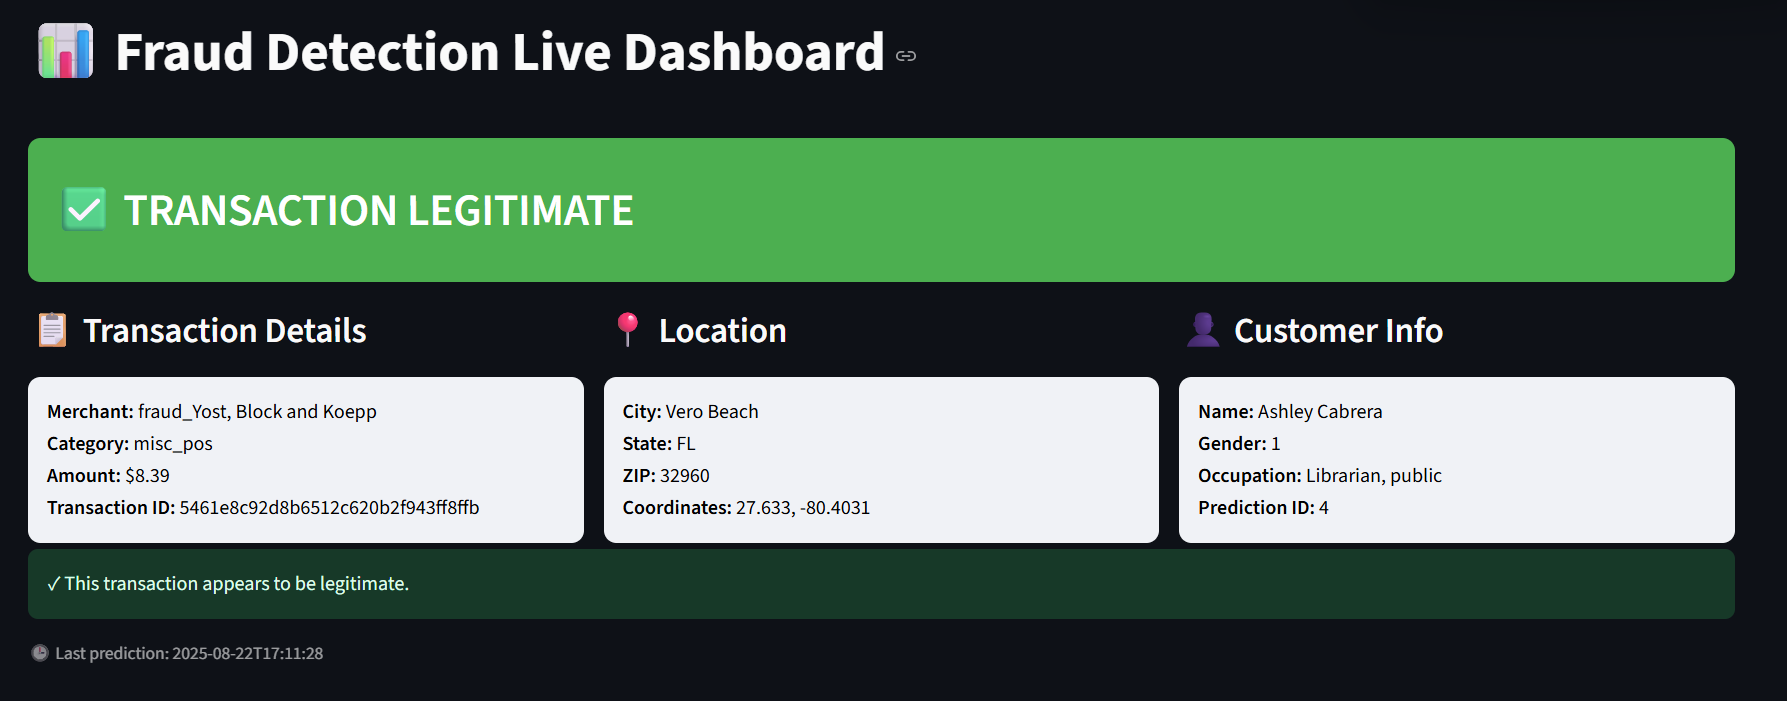 Fraud Detection Live Dashboard
TRANSACTION LEGITIMATE
Transaction Details
Merchant: fraud_Yost, Block and Koepp
Category: misc_pos
Amount: $8.39
Transaction ID: 5461e8c92d8b6512c620b2f943ff8ffb
Location
City: Vero Beach
State: FL
ZIP: 32960
Coordinates: 27.633, -80.4031
Customer Info
Name: Ashley Cabrera
Gender: 1
Occupation: Librarian, public
Prediction ID: 4
✓ This transaction appears to be legitimate.
Last prediction: 2025-08-22T17:11:28